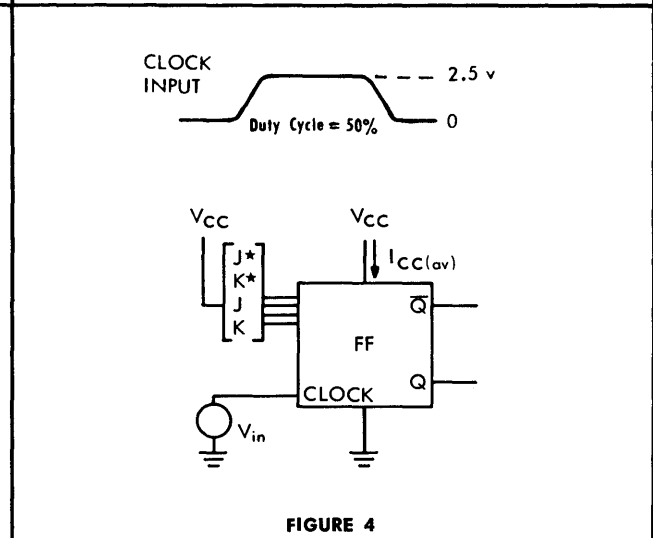 CLOCK
INPUT
2.5 v
Duty Cycle = 50%
0
VCC
VCC
J★
K★
J
K
ICC(av)
Q̅
FF
Q
CLOCK
Vin
FIGURE 4